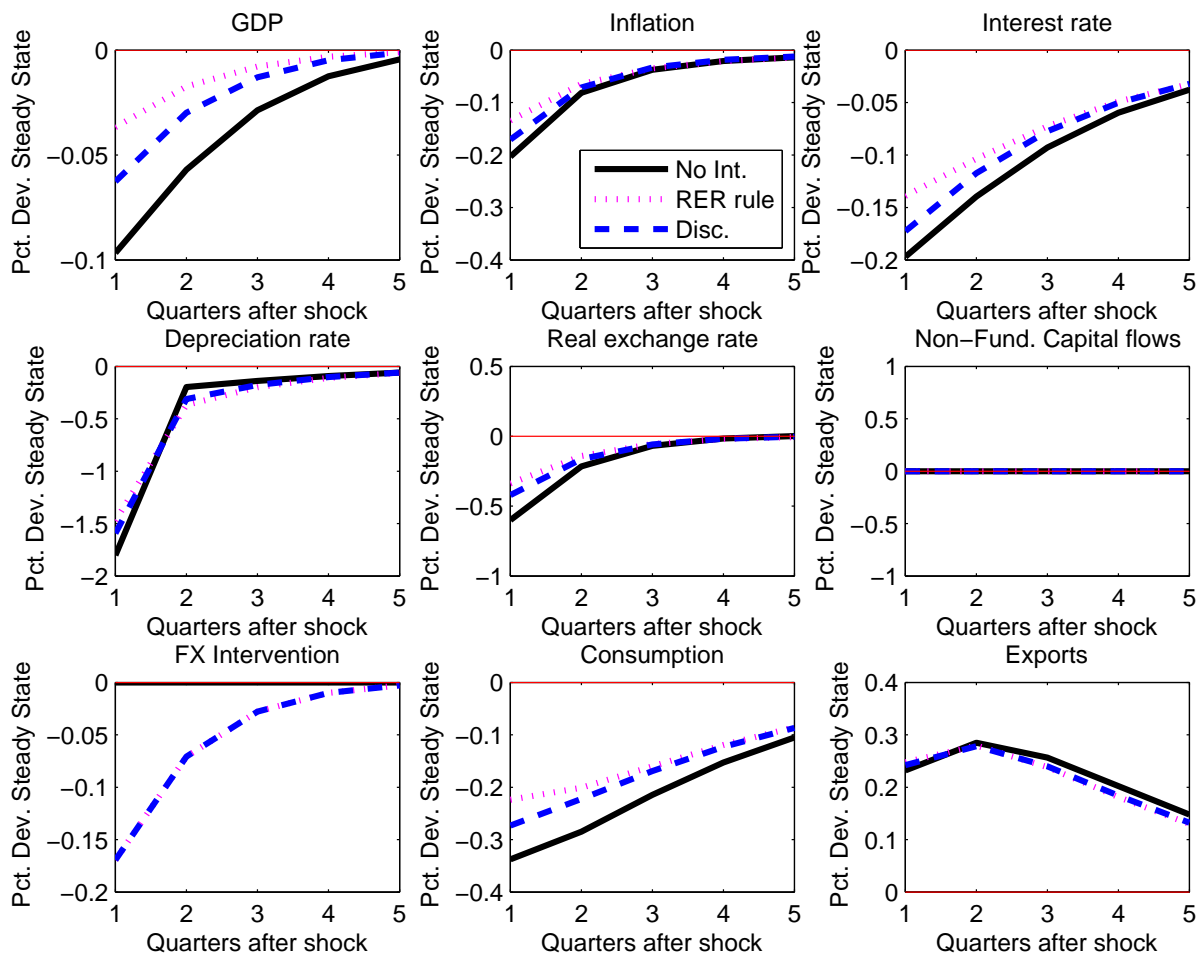 GDP
Pct. Dev. Steady State
0
−0.05
−0.1
1 2 3 4 5
Quarters after shock
Inflation
Pct. Dev. Steady State
0
−0.1
−0.2
−0.3
−0.4
No Int.
RER rule
Disc.
1 2 3 4 5
Quarters after shock
Interest rate
Pct. Dev. Steady State
0
−0.05
−0.1
−0.15
−0.2
1 2 3 4 5
Quarters after shock
Depreciation rate
Pct. Dev. Steady State
0
−0.5
−1
−1.5
−2
1 2 3 4 5
Quarters after shock
Real exchange rate
Pct. Dev. Steady State
0.5
0
−0.5
−1
1 2 3 4 5
Quarters after shock
Non−Fund. Capital flows
Pct. Dev. Steady State
1
0.5
0
−0.5
−1
1 2 3 4 5
Quarters after shock
FX Intervention
Pct. Dev. Steady State
0
−0.05
−0.1
−0.15
−0.2
1 2 3 4 5
Quarters after shock
Consumption
Pct. Dev. Steady State
0
−0.1
−0.2
−0.3
−0.4
1 2 3 4 5
Quarters after shock
Exports
Pct. Dev. Steady State
0.4
0.3
0.2
0.1
0
1 2 3 4 5
Quarters after shock